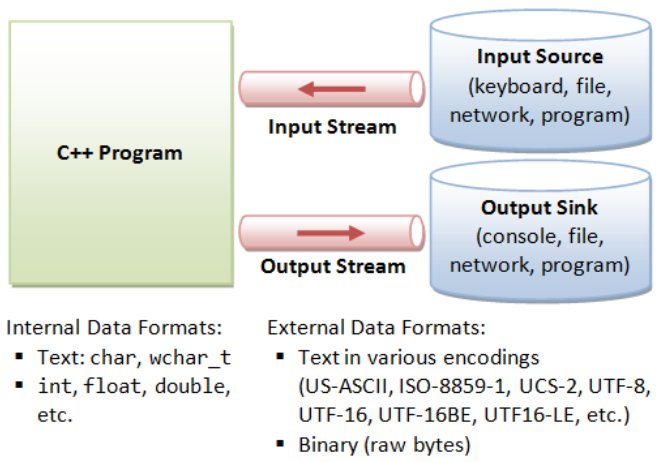 C++ Program
Input Stream
Input Source
(keyboard, file,
network, program)
Output Stream
Output Sink
(console, file,
network, program)
Internal Data Formats:
▪ Text: char, wchar_t
▪ int, float, double,
etc.
External Data Formats:
▪ Text in various encodings
(US-ASCII, ISO-8859-1, UCS-2, UTF-8,
UTF-16, UTF-16BE, UTF16-LE, etc.)
▪ Binary (raw bytes)